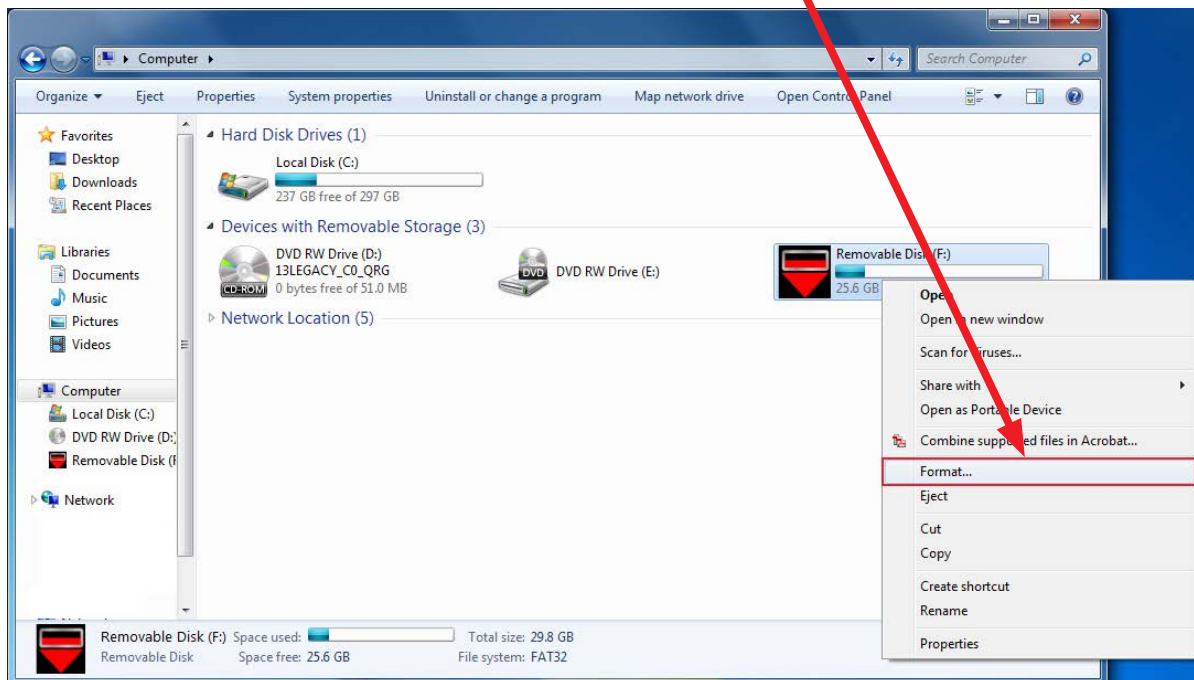 Computer
Search Computer
Organize
Eject
Properties
System properties
Uninstall or change a program
Map network drive
Open Control Panel
Favorites
Desktop
Downloads
Recent Places
Libraries
Documents
Music
Pictures
Videos
Computer
Local Disk (C:)
DVD RW Drive (D:)
Removable Disk (F
Network
Hard Disk Drives (1)
Local Disk (C:)
237 GB free of 297 GB
Devices with Removable Storage (3)
DVD RW Drive (D:)
13LEGACY_C0_QRG
0 bytes free of 51.0 MB
CD-ROM
DVD
DVD RW Drive (E:)
Removable Disk (F:)
25.6 GB
Network Location (5)
Open
Open in new window
Scan for Viruses...
Share with
Open as Portable Device
Combine supported files in Acrobat...
Format...
Eject
Cut
Copy
Create shortcut
Rename
Properties
Removable Disk (F:) Space used: Total size: 29.8 GB
Removable Disk Space free: 25.6 GB File system: FAT32